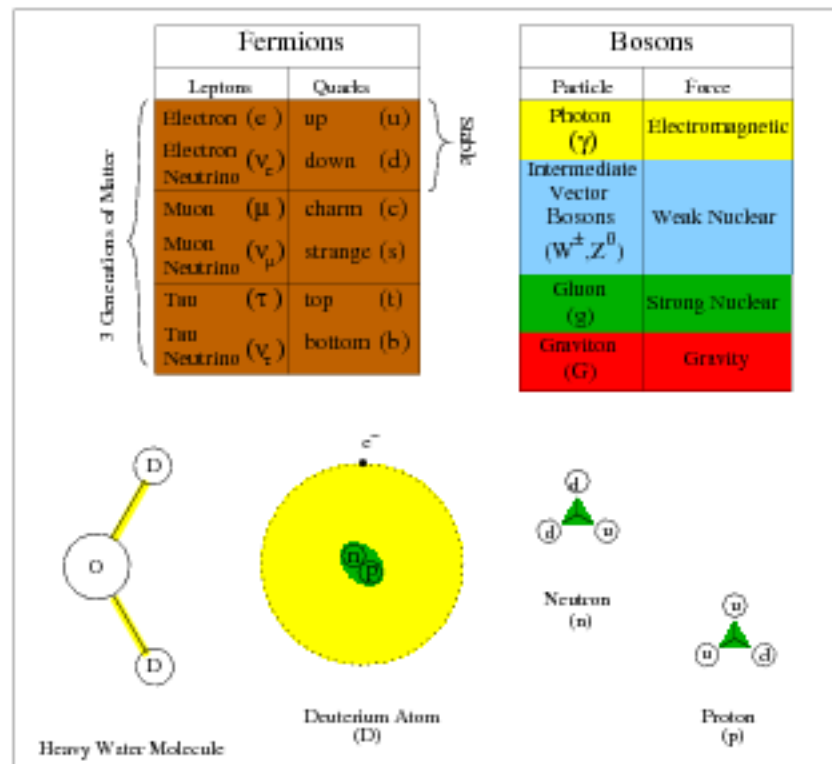 Fermions
Leptons Quarks
Electron (e) up (u)
Electron
Neutrino (νe) down (d)
Muon (μ) charm (c)
Muon
Neutrino (νμ) strange (s)
Tau (τ) top (t)
Tau
Neutrino (ντ) bottom (b)
3 Generations of Matter
Stable
Bosons
Particle Force
Photon
(γ) Electromagnetic
Intermediate
Vector
Bosons
(W±,Z0) Weak Nuclear
Gluon
(g) Strong Nuclear
Graviton
(G) Gravity
D
O
D
Heavy Water Molecule
e−
n
p
Deuterium Atom
(D)
d
d u
Neutron
(n)
u
u d
Proton
(p)